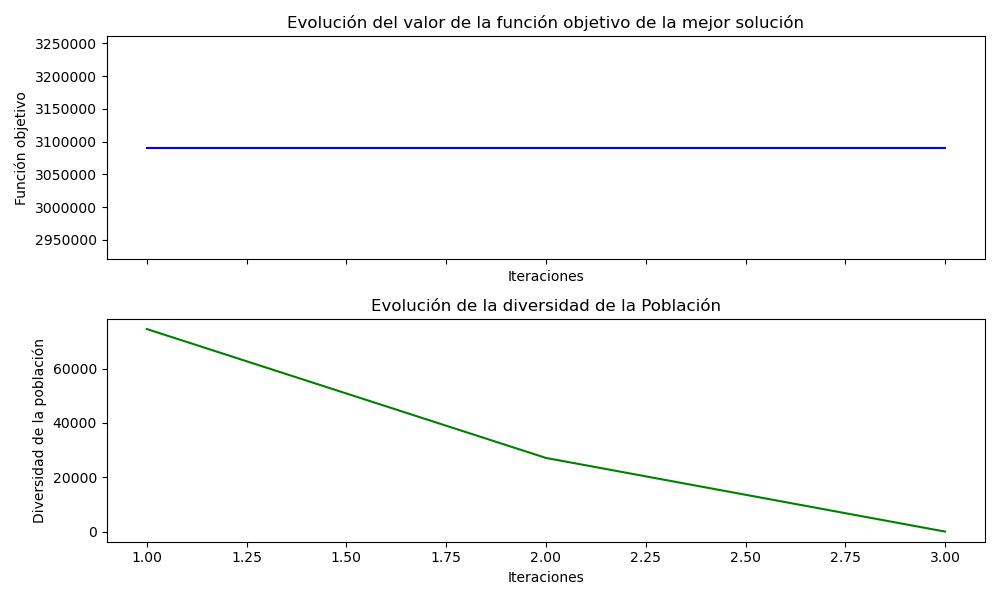 Evolución del valor de la función objetivo de la mejor solución
3250000
3200000
3150000
3100000
3050000
3000000
2950000
Función objetivo
Iteraciones
Evolución de la diversidad de la Población
60000
40000
20000
0
Diversidad de la población
1.00 1.25 1.50 1.75 2.00 2.25 2.50 2.75 3.00
Iteraciones